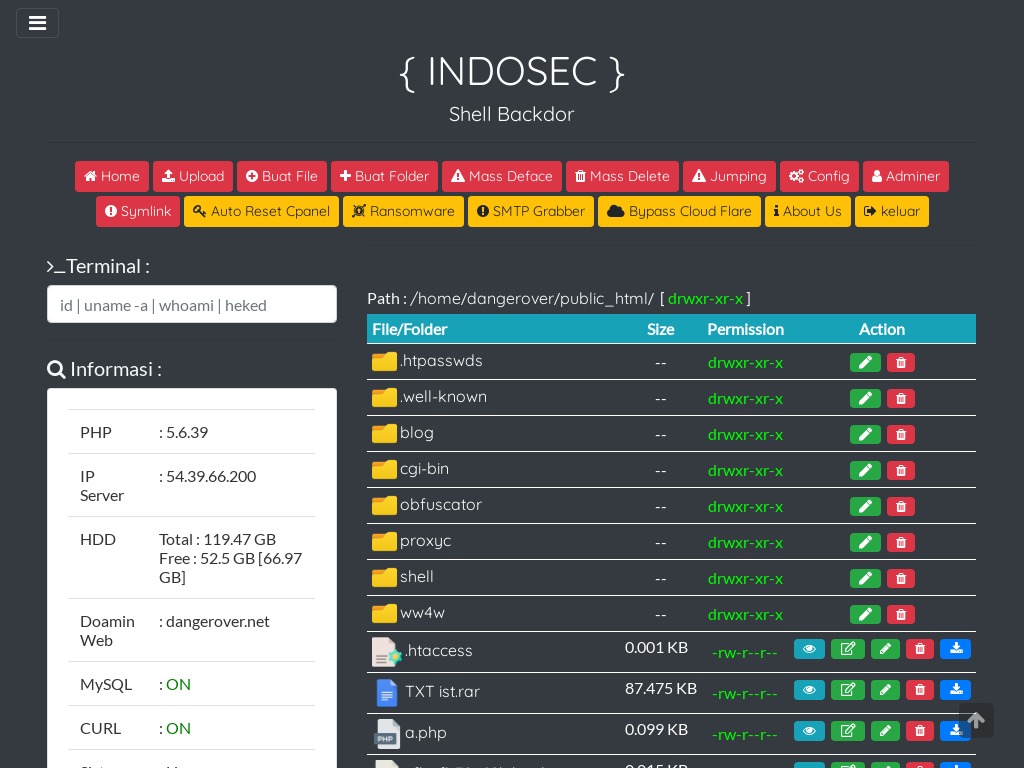 { INDOSEC }
Shell Backdor
Home Upload Buat File Buat Folder Mass Deface Mass Delete Jumping Config Adminer
Symlink Auto Reset Cpanel Ransomware SMTP Grabber Bypass Cloud Flare About Us keluar
Terminal :
id | uname -a | whoami | heked
Informasi :
PHP : 5.6.39
IP Server : 54.39.66.200
HDD Total : 119.47 GB
Free : 52.5 GB [66.97
GB]
Doamin Web : dangerover.net
MySQL : ON
CURL : ON
Path : /home/dangerover/public_html/ [ drwxr-xr-x ]
File/Folder Size Permission Action
.htpasswds -- drwxr-xr-x
.well-known -- drwxr-xr-x
blog -- drwxr-xr-x
cgi-bin -- drwxr-xr-x
obfuscator -- drwxr-xr-x
proxyc -- drwxr-xr-x
shell -- drwxr-xr-x
ww4w -- drwxr-xr-x
.htaccess 0.001 KB -rw-r--r--
TXT ist.rar 87.475 KB -rw-r--r--
PHP a.php 0.099 KB -rw-r--r--